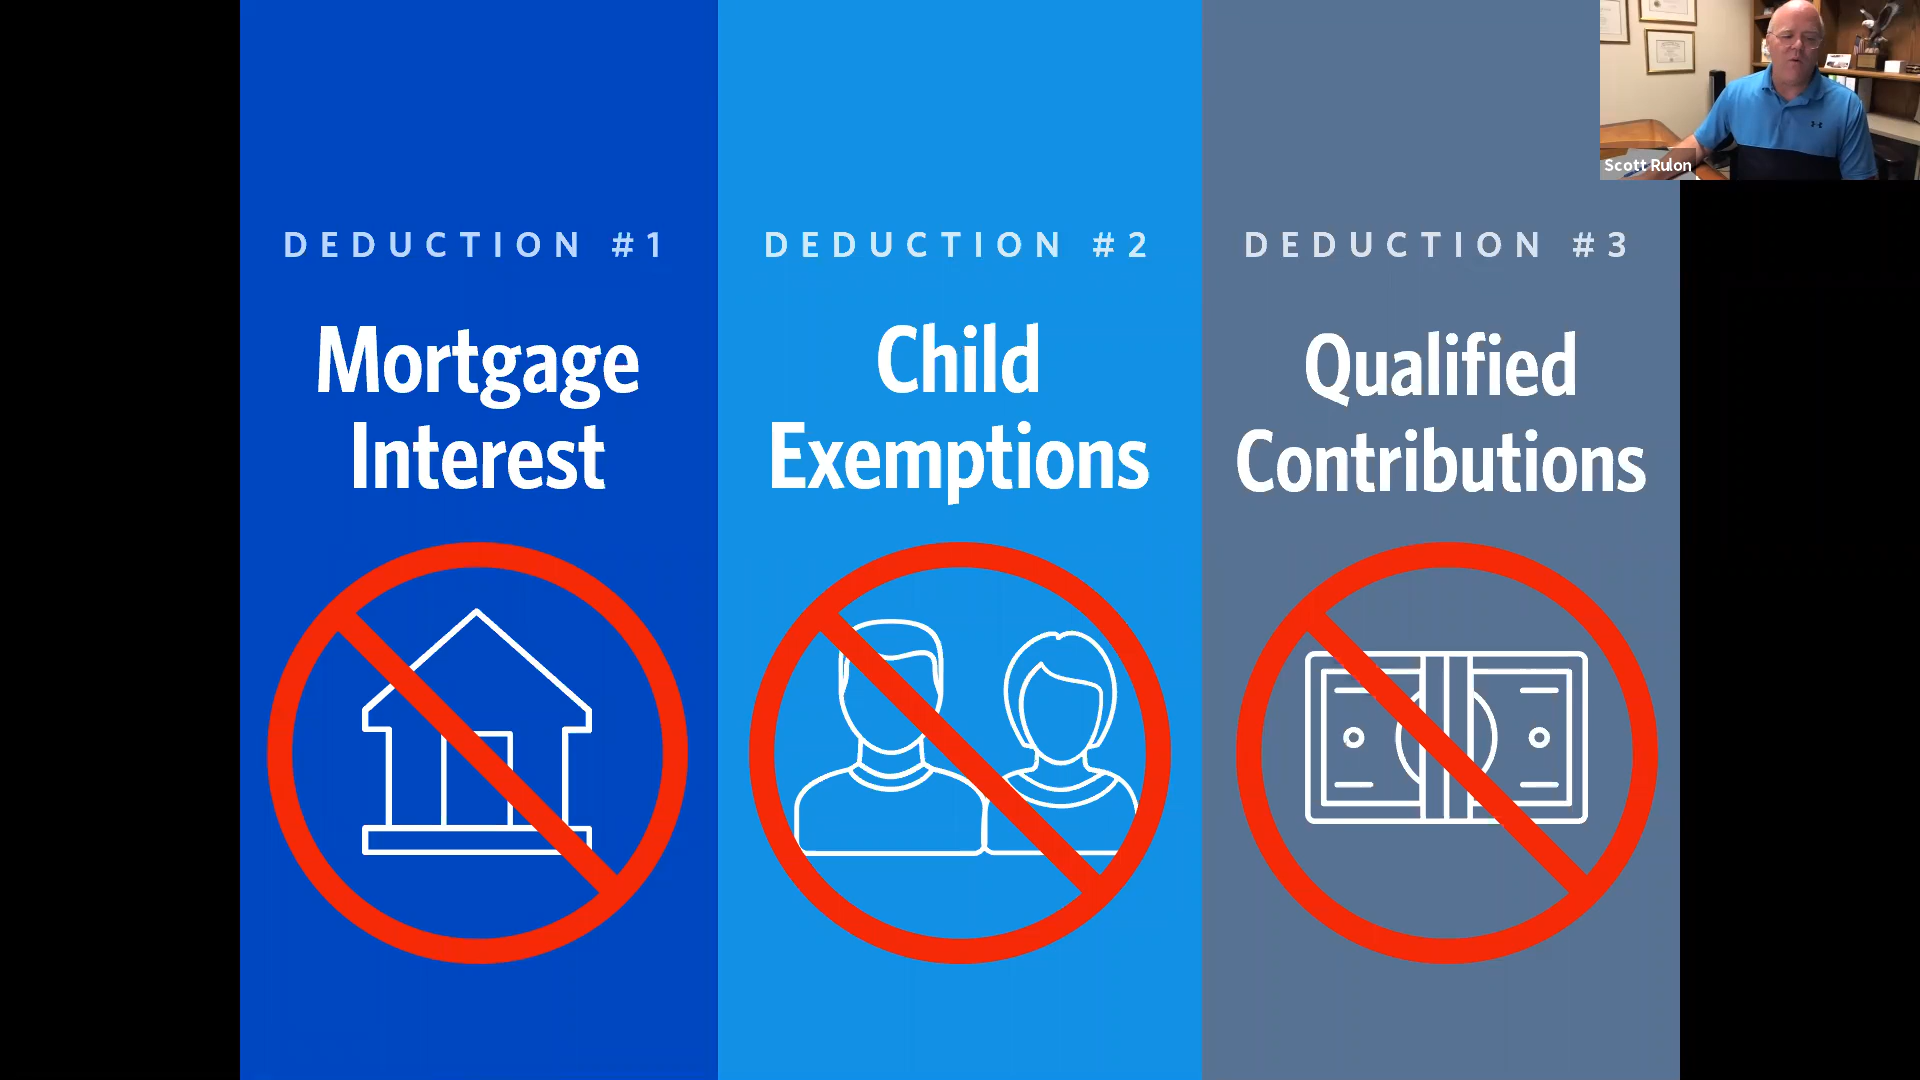 DEDUCTION #1
Mortgage
Interest
DEDUCTION #2
Child
Exemptions
DEDUCTION #3
Qualified
Contributions
Scott Rulon